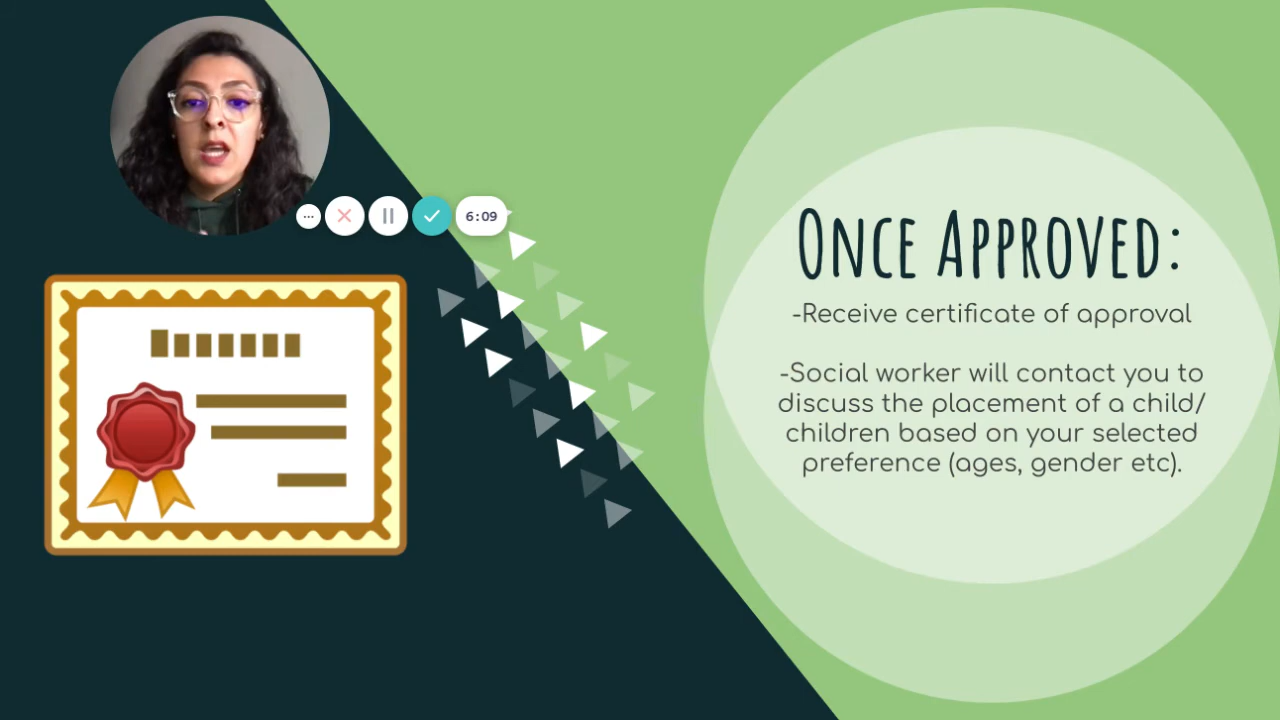 6:09
Once Approved:
-Receive certificate of approval
-Social worker will contact you to
discuss the placement of a child/
children based on your selected
preference (ages, gender etc).